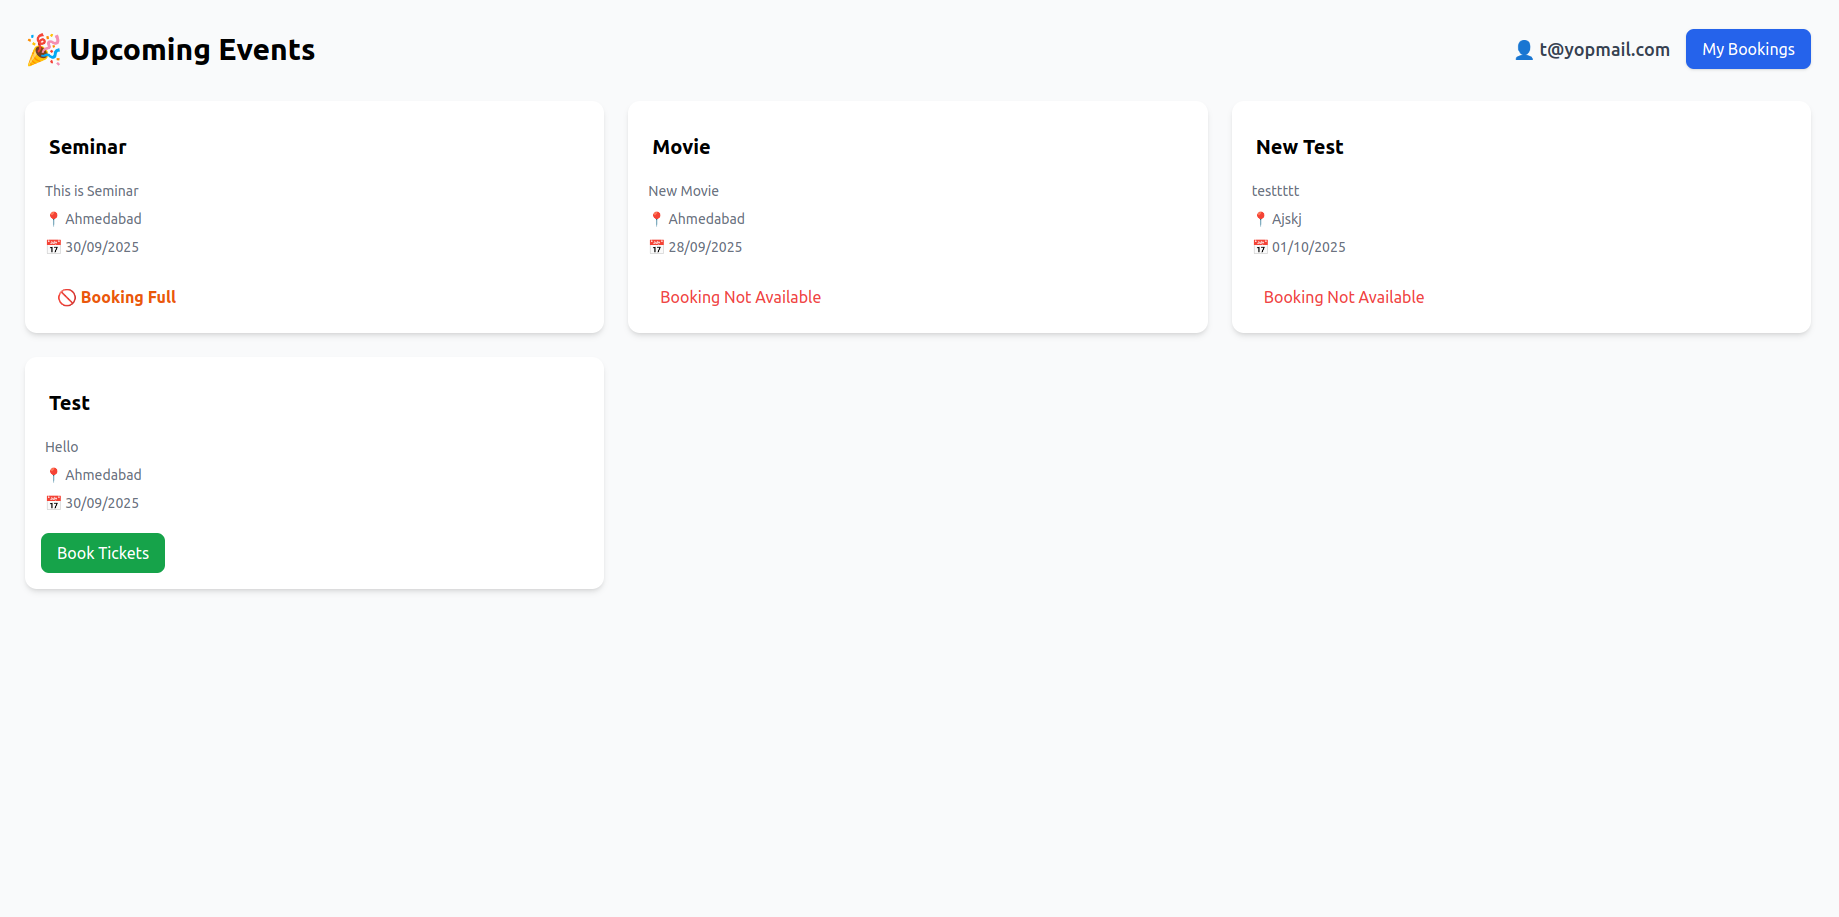 🎉 Upcoming Events
👤 t@yopmail.com
My Bookings
Seminar
This is Seminar
📍 Ahmedabad
📅 30/09/2025
🚫 Booking Full
Movie
New Movie
📍 Ahmedabad
📅 28/09/2025
Booking Not Available
New Test
testtttt
📍 Ajskj
📅 01/10/2025
Booking Not Available
Test
Hello
📍 Ahmedabad
📅 30/09/2025
Book Tickets